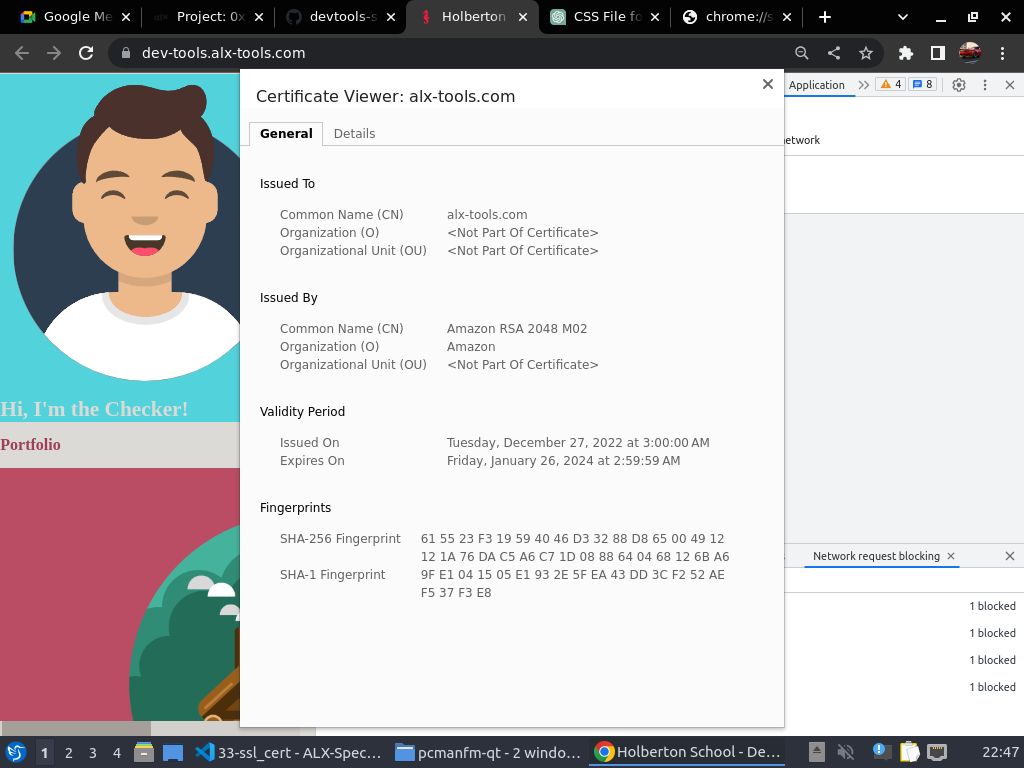 Google Me
Project: 0x
devtools-s
Holberton
CSS File fo
chrome://s
dev-tools.alx-tools.com
Certificate Viewer: alx-tools.com
General
Details
Issued To
Common Name (CN) alx-tools.com
Organization (O) <Not Part Of Certificate>
Organizational Unit (OU) <Not Part Of Certificate>
Issued By
Common Name (CN) Amazon RSA 2048 M02
Organization (O) Amazon
Organizational Unit (OU) <Not Part Of Certificate>
Validity Period
Issued On Tuesday, December 27, 2022 at 3:00:00 AM
Expires On Friday, January 26, 2024 at 2:59:59 AM
Fingerprints
SHA-256 Fingerprint 61 55 23 F3 19 59 40 46 D3 32 88 D8 65 00 49 12
12 1A 76 DA C5 A6 C7 1D 08 88 64 04 68 12 6B A6
SHA-1 Fingerprint 9F E1 04 15 05 E1 93 2E 5F EA 43 DD 3C F2 52 AE
F5 37 F3 E8
Hi, I'm the Checker!
Portfolio
Application
4
8
etwork
Network request blocking
1 blocked
1 blocked
1 blocked
1 blocked
1
2
3
4
33-ssl_cert - ALX-Spec...
pcmanfm-qt - 2 windo...
Holberton School - De...
22:47